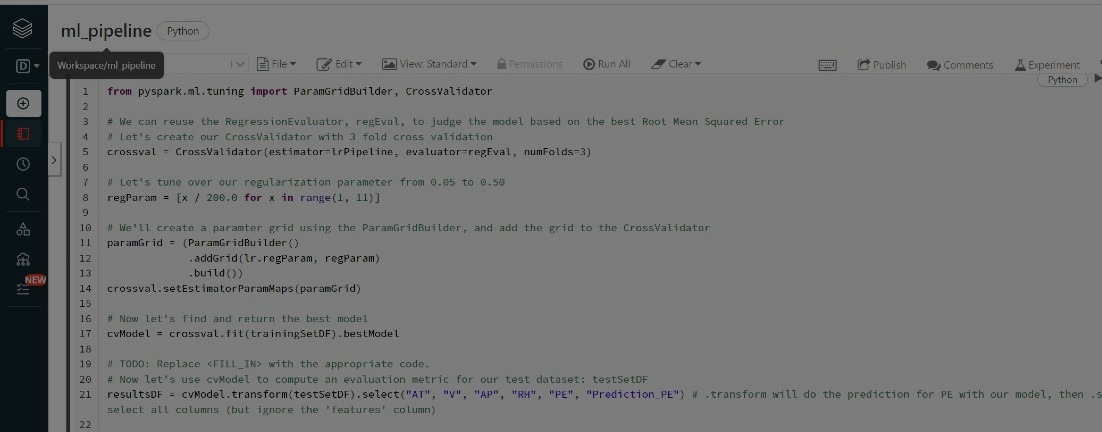 ml_pipeline Python
D Workspace/ml_pipeline File Edit View: Standard Permissions Run All Clear Publish Comments Experiment
Python
1 from pyspark.ml.tuning import ParamGridBuilder, CrossValidator
2
3 # We can reuse the RegressionEvaluator, regEval, to judge the model based on the best Root Mean Squared Error
4 # Let's create our CrossValidator with 3 fold cross validation
5 crossval = CrossValidator(estimator=lrPipeline, evaluator=regEval, numFolds=3)
6
7 # Let's tune over our regularization parameter from 0.05 to 0.50
8 regParam = [x / 200.0 for x in range(1, 11)]
9
10 # We'll create a paramter grid using the ParamGridBuilder, and add the grid to the CrossValidator
11 paramGrid = (ParamGridBuilder()
12 .addGrid(lr.regParam, regParam)
13 .build())
NEW
14 crossval.setEstimatorParamMaps(paramGrid)
15
16 # Now let's find and return the best model
17 cvModel = crossval.fit(trainingSetDF).bestModel
18
19 # TODO: Replace <FILL_IN> with the appropriate code.
20 # Now let's use cvModel to compute an evaluation metric for our test dataset: testSetDF
21 resultsDF = cvModel.transform(testSetDF).select("AT", "V", "AP", "RH", "PE", "Prediction_PE") # .transform will do the prediction for PE with our model, then .s
select all columns (but ignore the 'features' column)
22